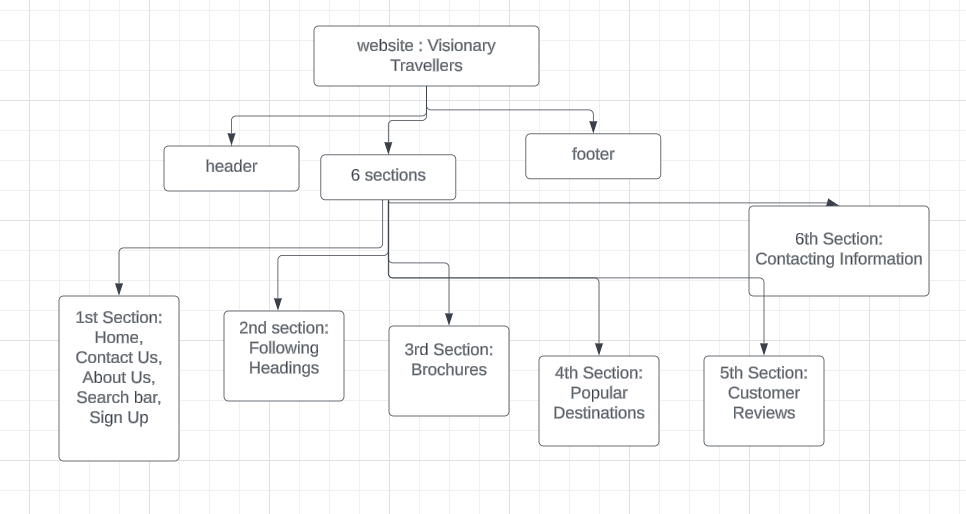 website : Visionary
Travellers
header
6 sections
footer
6th Section:
Contacting Information
1st Section:
Home,
Contact Us,
About Us,
Search bar,
Sign Up
2nd section:
Following
Headings
3rd Section:
Brochures
4th Section:
Popular
Destinations
5th Section:
Customer
Reviews